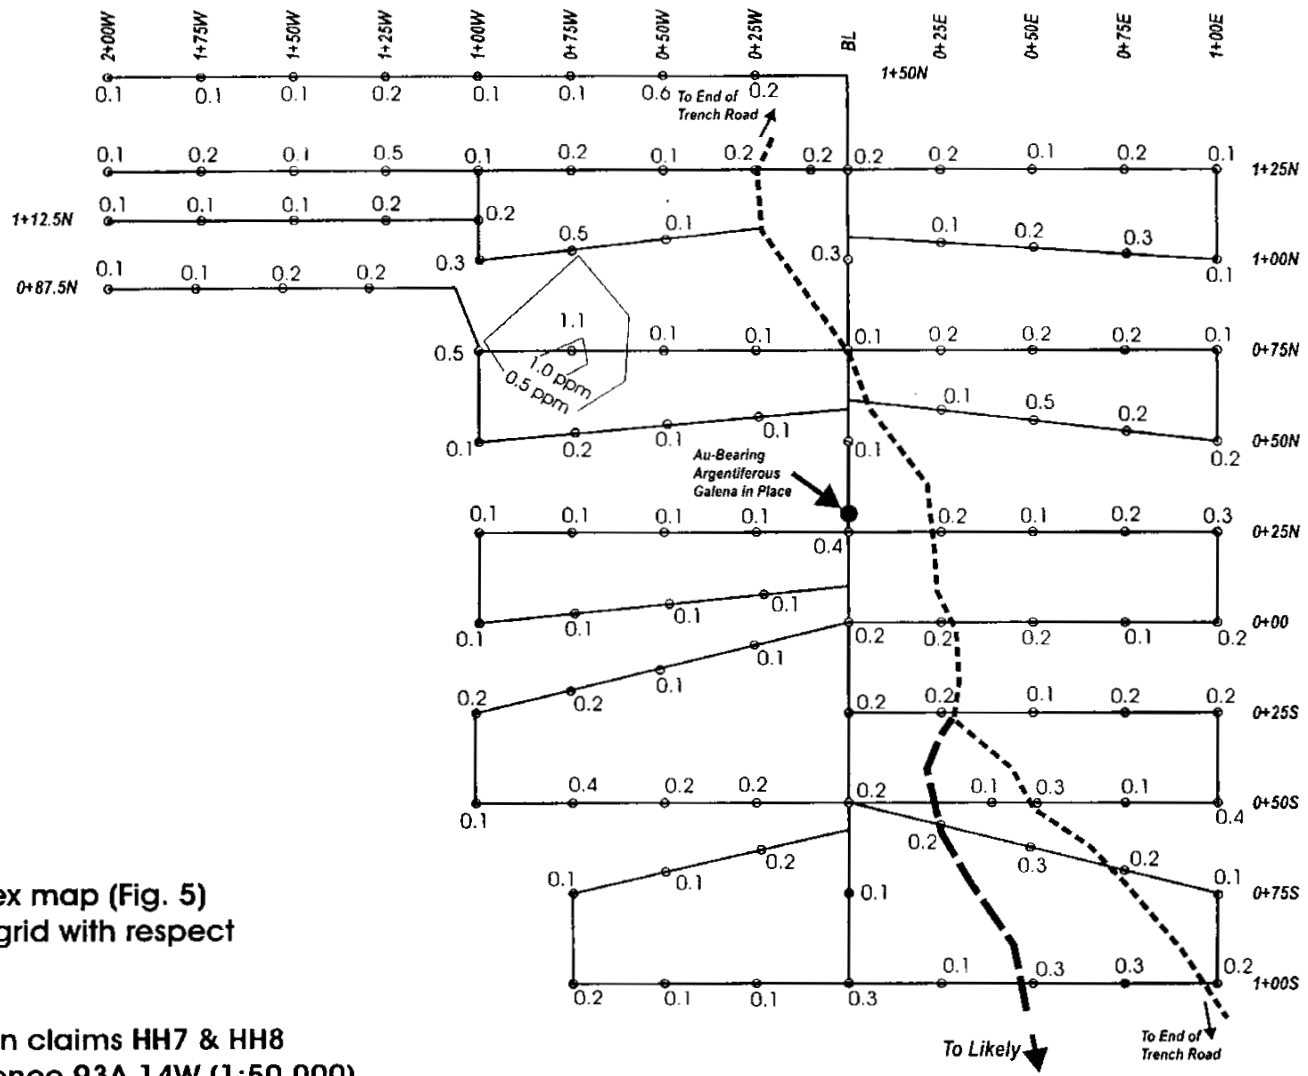 2+00W 1+75W 1+50W 1+25W 1+00W 0+75W 0+50W 0+25W BL 0+25E 0+50E 0+75E 1+00E
1+50N
0.1 0.1 0.1 0.2 0.1 0.1 0.6 0.2
To End of
Trench Road
0.1 0.2 0.1 0.5 0.1 0.2 0.1 0.2 0.2 0.2 0.2 0.1 0.2 0.1
1+25N
1+12.5N
0.1 0.1 0.1 0.2 0.2
0.3 0.5 0.1 0.3 0.1 0.2 0.3 0.1
1+00N
0+87.5N
0.1 0.1 0.2 0.2
0.5 1.1 0.1 0.1 0.1 0.2 0.2 0.2 0.1
0+75N
1.0 ppm
0.5 ppm
0.1 0.2 0.1 0.1 0.1 0.1 0.5 0.2 0.2
0+50N
Au-Bearing
Argentiferous
Galena in Place
0.1 0.1 0.1 0.1 0.4 0.2 0.1 0.2 0.3
0+25N
0.1 0.1 0.1 0.1 0.2 0.2 0.2 0.1 0.2
0+00
0.2 0.2 0.1 0.1 0.2 0.2 0.1 0.2 0.2
0+25S
0.1 0.4 0.2 0.2 0.2 0.1 0.3 0.1 0.4
0+50S
0.1 0.1 0.2 0.1 0.2 0.3 0.2 0.1
0+75S
0.2 0.1 0.1 0.3 0.1 0.3 0.3 0.2
1+00S
To Likely
To End of
Trench Road
ex map (Fig. 5)
grid with respect
n claims HH7 & HH8
93A 14W (1:50 000)